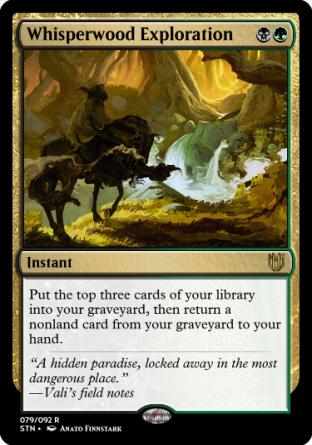 Whisperwood Exploration
Instant
Put the top three cards of your library
into your graveyard, then return a
nonland card from your graveyard to your
hand.
“A hidden paradise, locked away in the most
dangerous place.”
—Vali's field notes
079/092 R
STN • Anato Finnstark